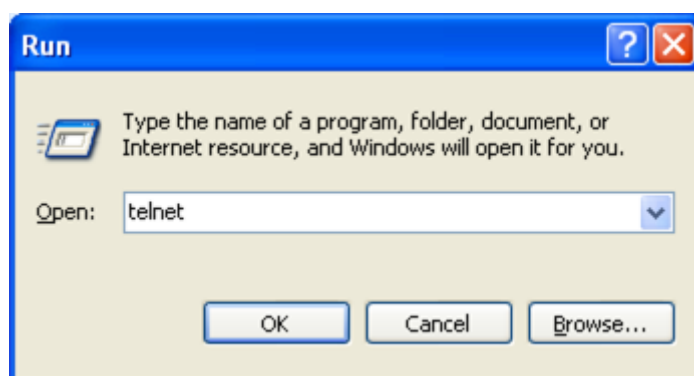 Run
Type the name of a program, folder, document, or
Internet resource, and Windows will open it for you.
Open: telnet
OK Cancel Browse...